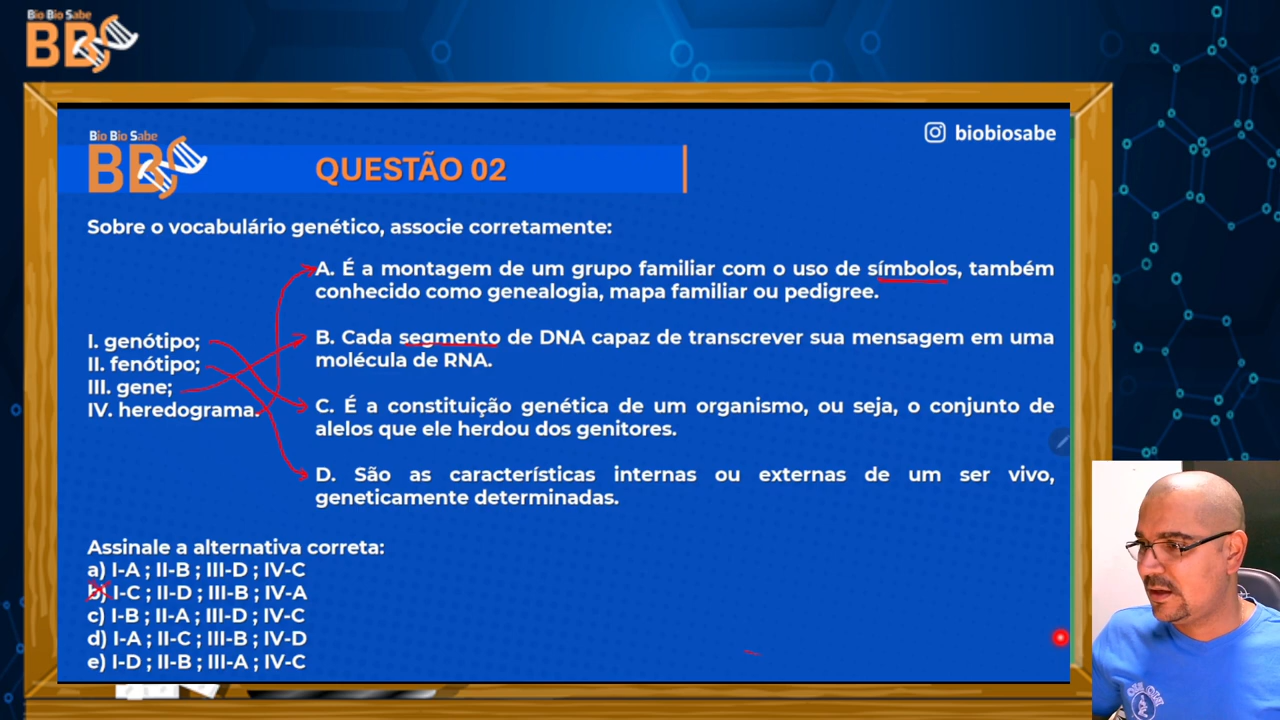 Bio Bio Sabe
BBS
Bio Bio Sabe
BBS
biobiosabe
QUESTÃO 02
Sobre o vocabulário genético, associe corretamente:
A. É a montagem de um grupo familiar com o uso de símbolos, também
conhecido como genealogia, mapa familiar ou pedigree.
I. genótipo;
II. fenótipo;
III. gene;
IV. heredograma.
B. Cada segmento de DNA capaz de transcrever sua mensagem em uma
molécula de RNA.
C. É a constituição genética de um organismo, ou seja, o conjunto de
alelos que ele herdou dos genitores.
D. São as características internas ou externas de um ser vivo,
geneticamente determinadas.
Assinale a alternativa correta:
a) I-A ; II-B ; III-D ; IV-C
b) I-C ; II-D ; III-B ; IV-A
c) I-B ; II-A ; III-D ; IV-C
d) I-A ; II-C ; III-B ; IV-D
e) I-D ; II-B ; III-A ; IV-C